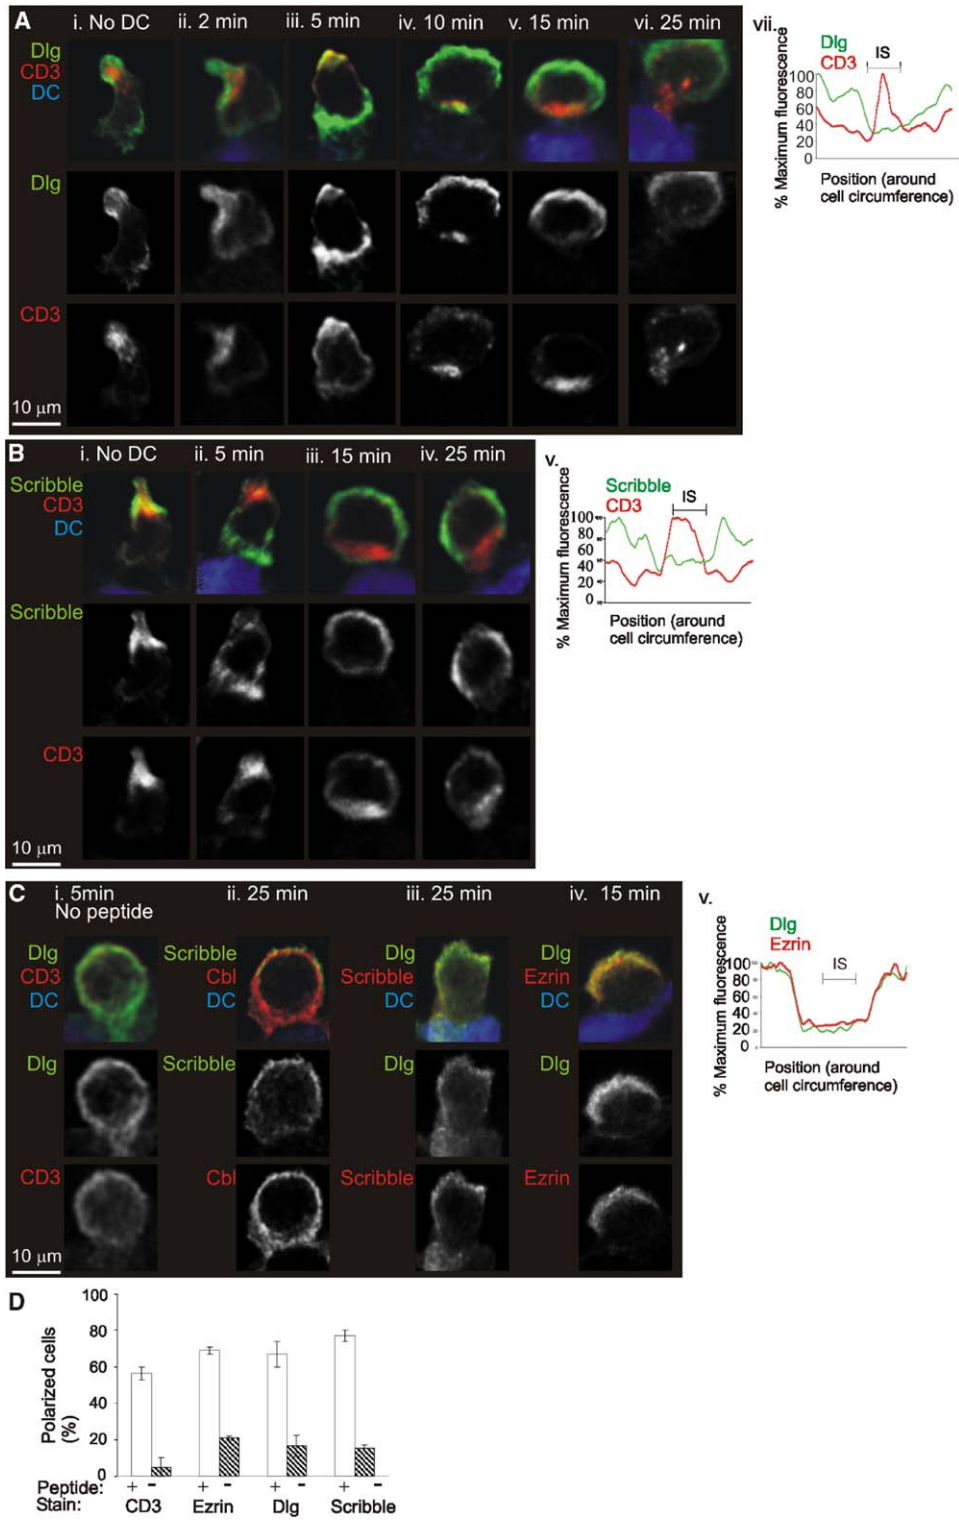 A
i. No DC
ii. 2 min
iii. 5 min
iv. 10 min
v. 15 min
vi. 25 min
vii.
Dlg
CD3
DC
Dlg
CD3
10 μm
Dlg
CD3
IS
% Maximum fluorescence
100
80
60
40
20
0
Position (around
cell circumference)
B
i. No DC
ii. 5 min
iii. 15 min
iv. 25 min
v.
Scribble
CD3
DC
Scribble
CD3
10 μm
Scribble
CD3
IS
% Maximum fluorescence
100
80
60
40
20
0
Position (around
cell circumference)
C
i. 5min
No peptide
ii. 25 min
iii. 25 min
iv. 15 min
v.
Dlg
CD3
DC
Scribble
Cbl
DC
Dlg
Scribble
DC
Dlg
Ezrin
DC
Dlg
Scribble
Dlg
Dlg
CD3
Cbl
Scribble
Ezrin
10 μm
Dlg
Ezrin
IS
% Maximum fluorescence
100
80
60
40
20
0
Position (around
cell circumference)
D
Polarized cells
(%)
100
80
60
40
20
0
Peptide: + - + - + - + -
Stain: CD3 Ezrin Dlg Scribble